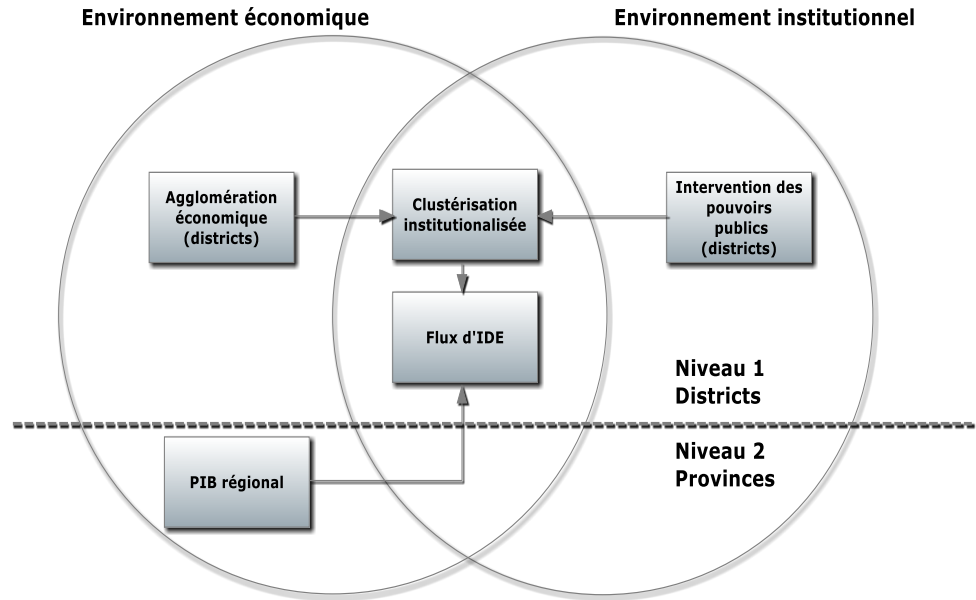 Environnement économique
Environnement institutionnel
Agglomération
économique
(districts)
Clustérisation
institutionalisée
Intervention des
pouvoirs
publics
(districts)
Flux d'IDE
Niveau 1
Districts
Niveau 2
Provinces
PIB régional